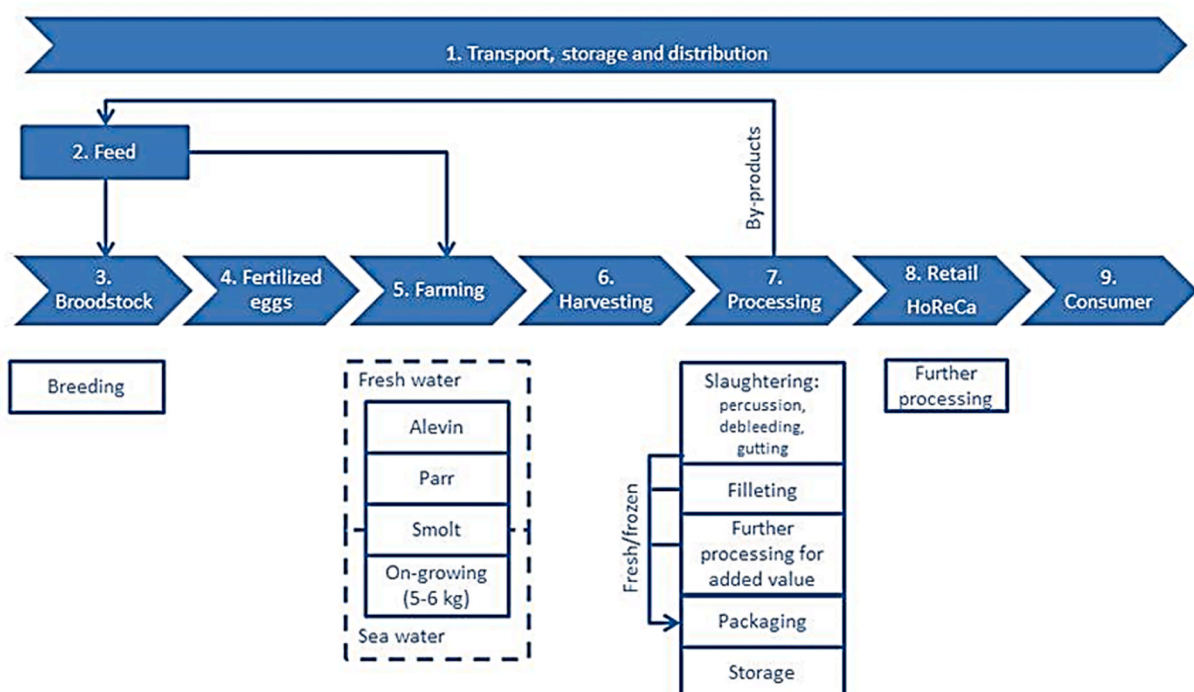 1. Transport, storage and distribution
2. Feed
By-products
3.
Broodstock
4. Fertilized
eggs
5. Farming
6.
Harvesting
7.
Processing
8. Retail
HoReCa
9.
Consumer
Breeding
Fresh water
Alevin
Parr
Smolt
On-growing
(5-6 kg)
Sea water
Slaughtering:
percussion,
debleeding,
gutting
Filleting
Further
processing for
added value
Packaging
Storage
Fresh/frozen
Further
processing